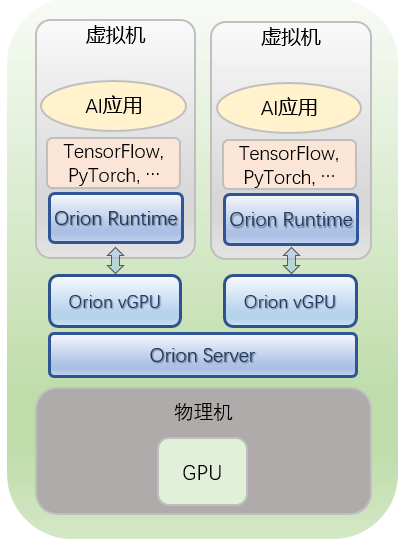 虚拟机
虚拟机
AI应用
AI应用
TensorFlow,
PyTorch, …
TensorFlow,
PyTorch, …
Orion Runtime
Orion Runtime
Orion vGPU
Orion vGPU
Orion Server
物理机
GPU